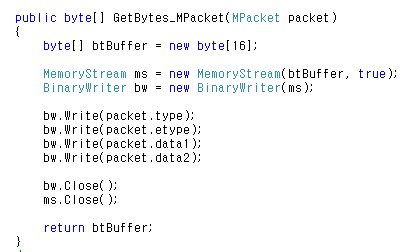 public byte[] GetBytes_MPacket(MPacket packet)
{
    byte[] btBuffer = new byte[16];

    MemoryStream ms = new MemoryStream(btBuffer, true);
    BinaryWriter bw = new BinaryWriter(ms);

    bw.Write(packet.type);
    bw.Write(packet.etype);
    bw.Write(packet.data1);
    bw.Write(packet.data2);

    bw.Close();
    ms.Close();

    return btBuffer;
}